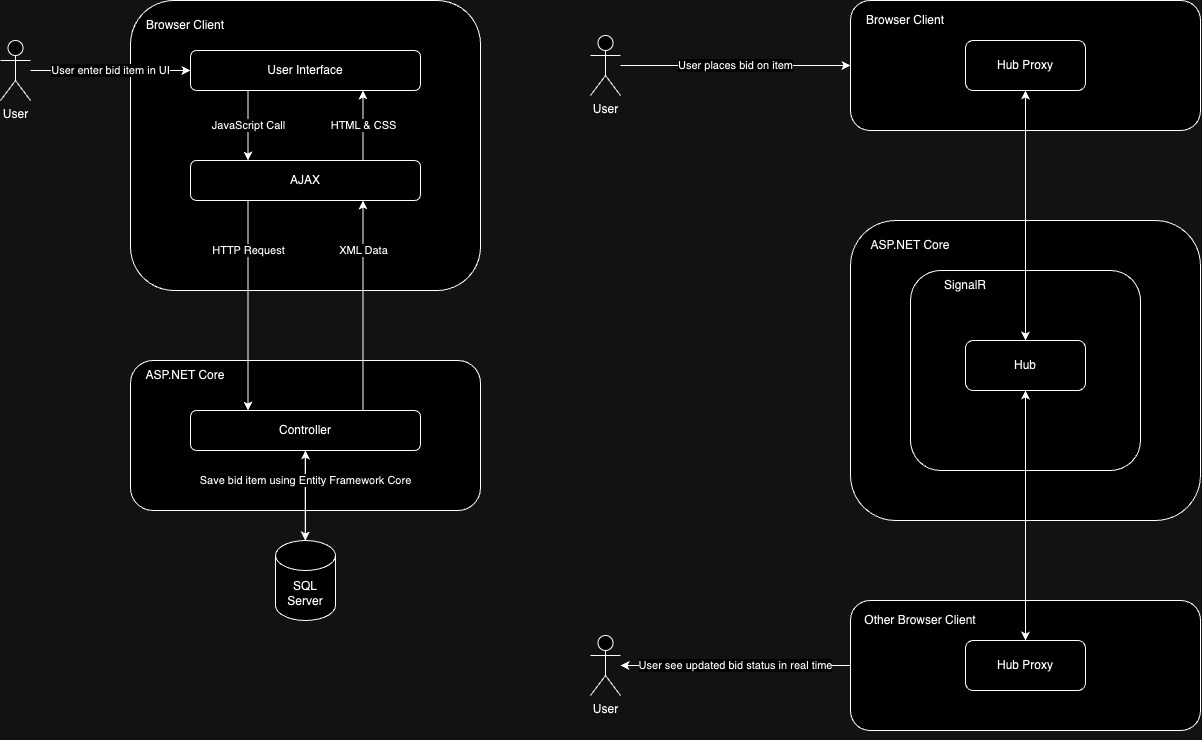 Browser Client
User Interface
User enter bid item in UI
User
JavaScript Call
HTML & CSS
AJAX
HTTP Request
XML Data
ASP.NET Core
Controller
Save bid item using Entity Framework Core
SQL
Server
Browser Client
Hub Proxy
User places bid on item
User
ASP.NET Core
SignalR
Hub
Other Browser Client
Hub Proxy
User see updated bid status in real time
User